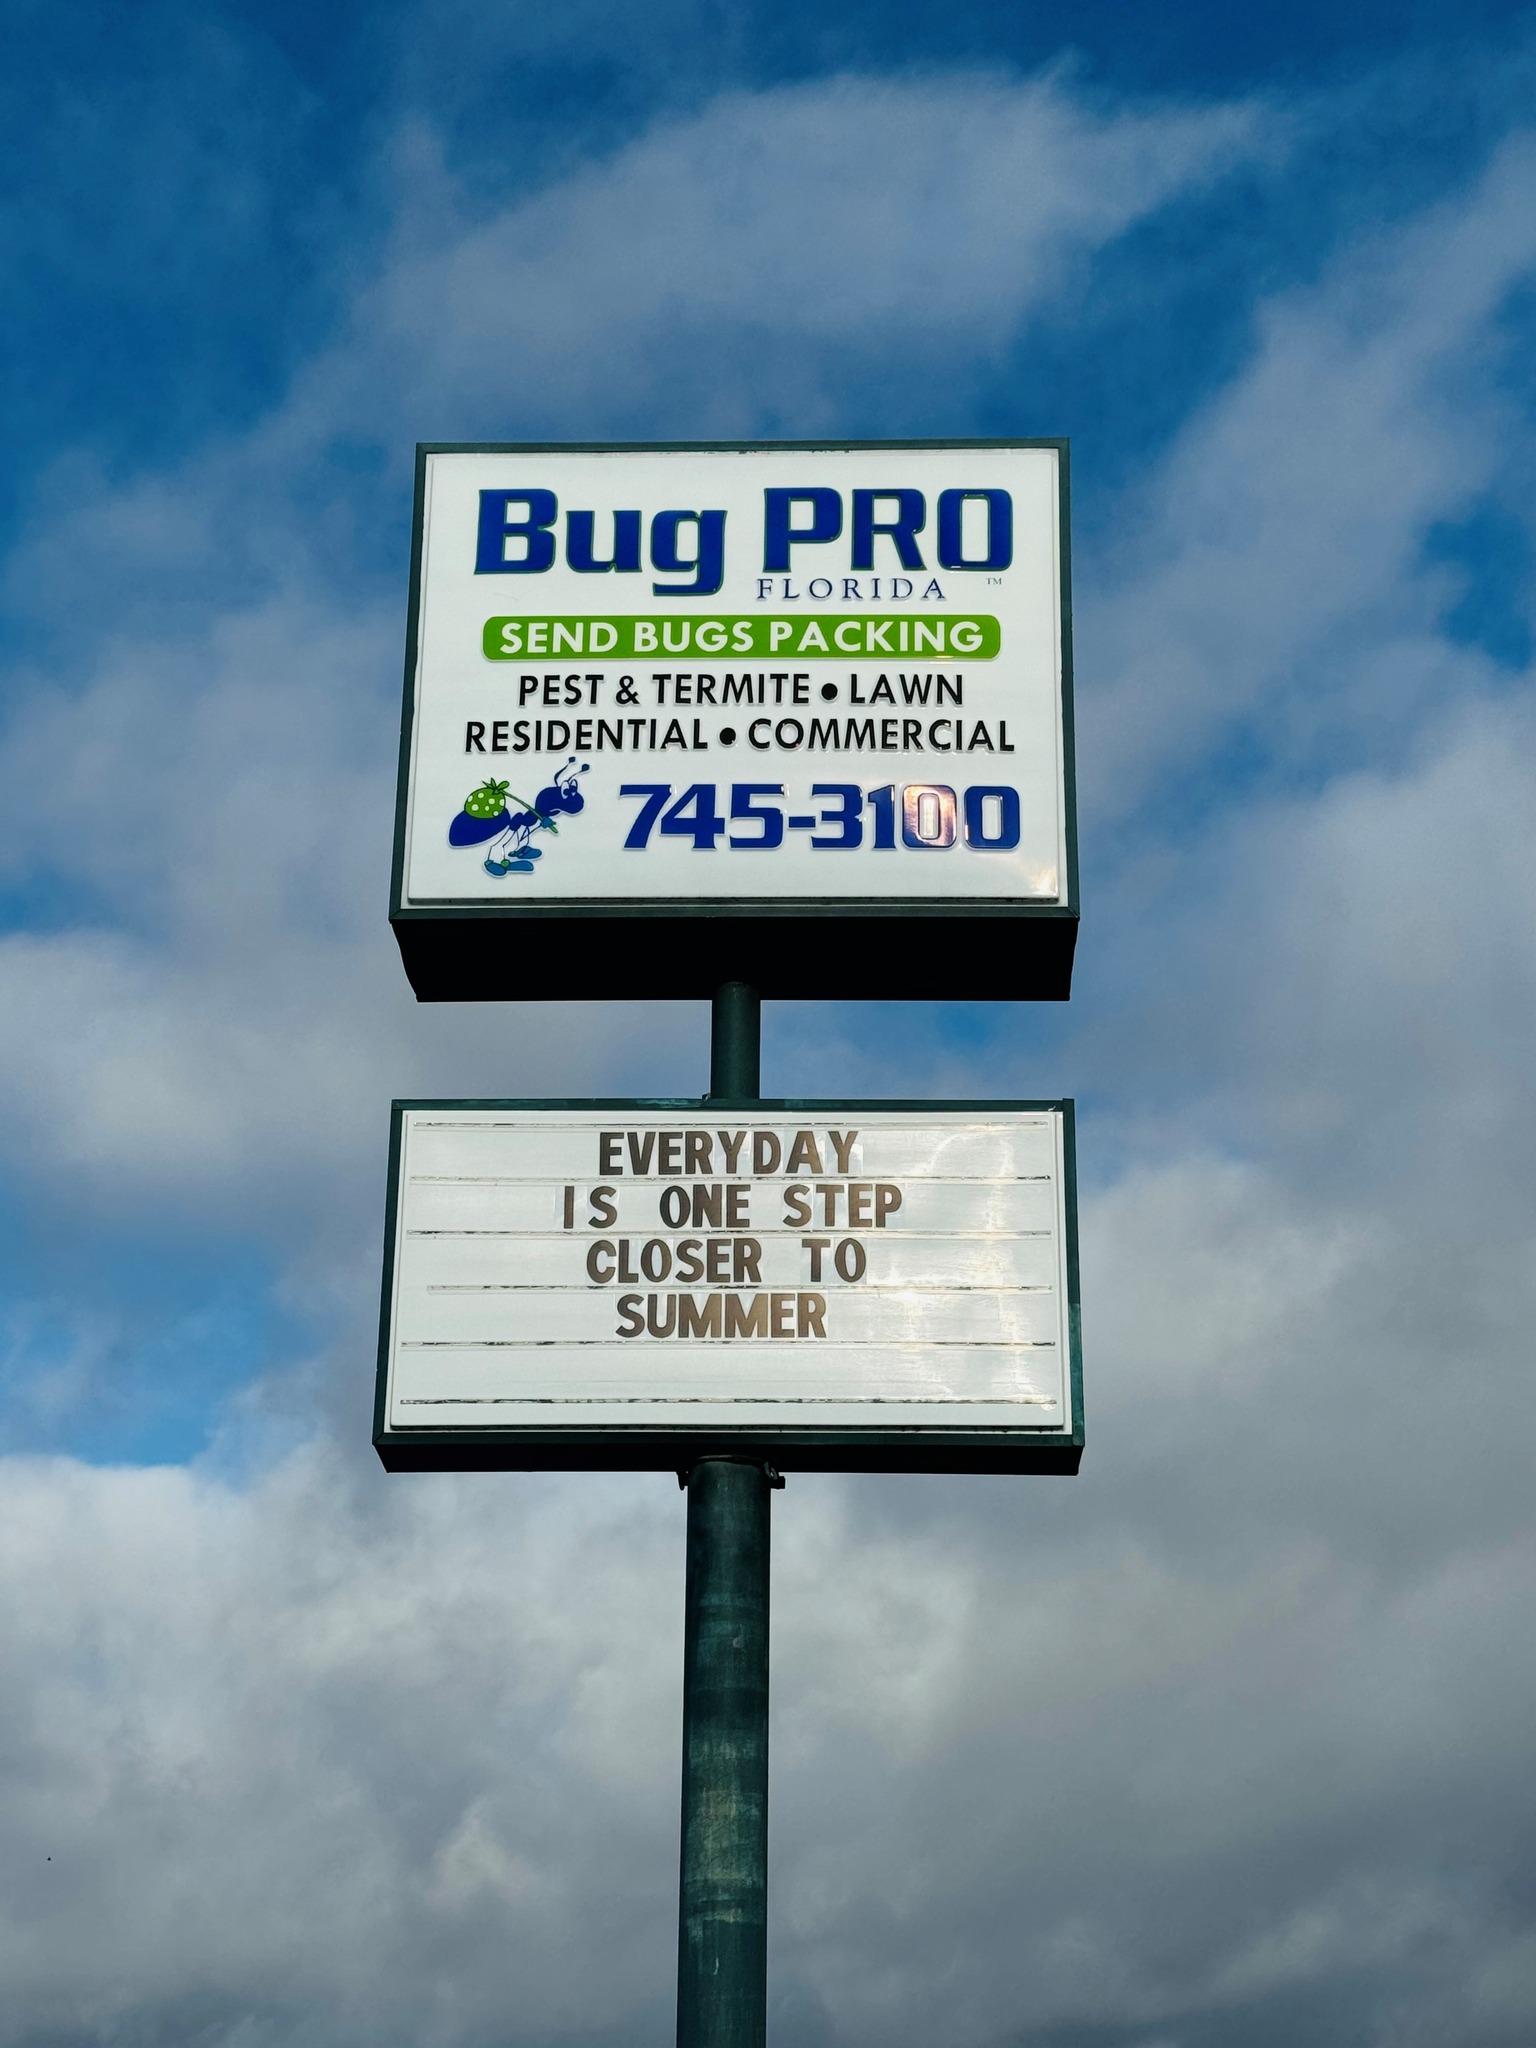 Bug PRO
FLORIDA ™
SEND BUGS PACKING
PEST & TERMITE • LAWN
RESIDENTIAL • COMMERCIAL
745-3100
EVERYDAY
IS ONE STEP
CLOSER TO
SUMMER